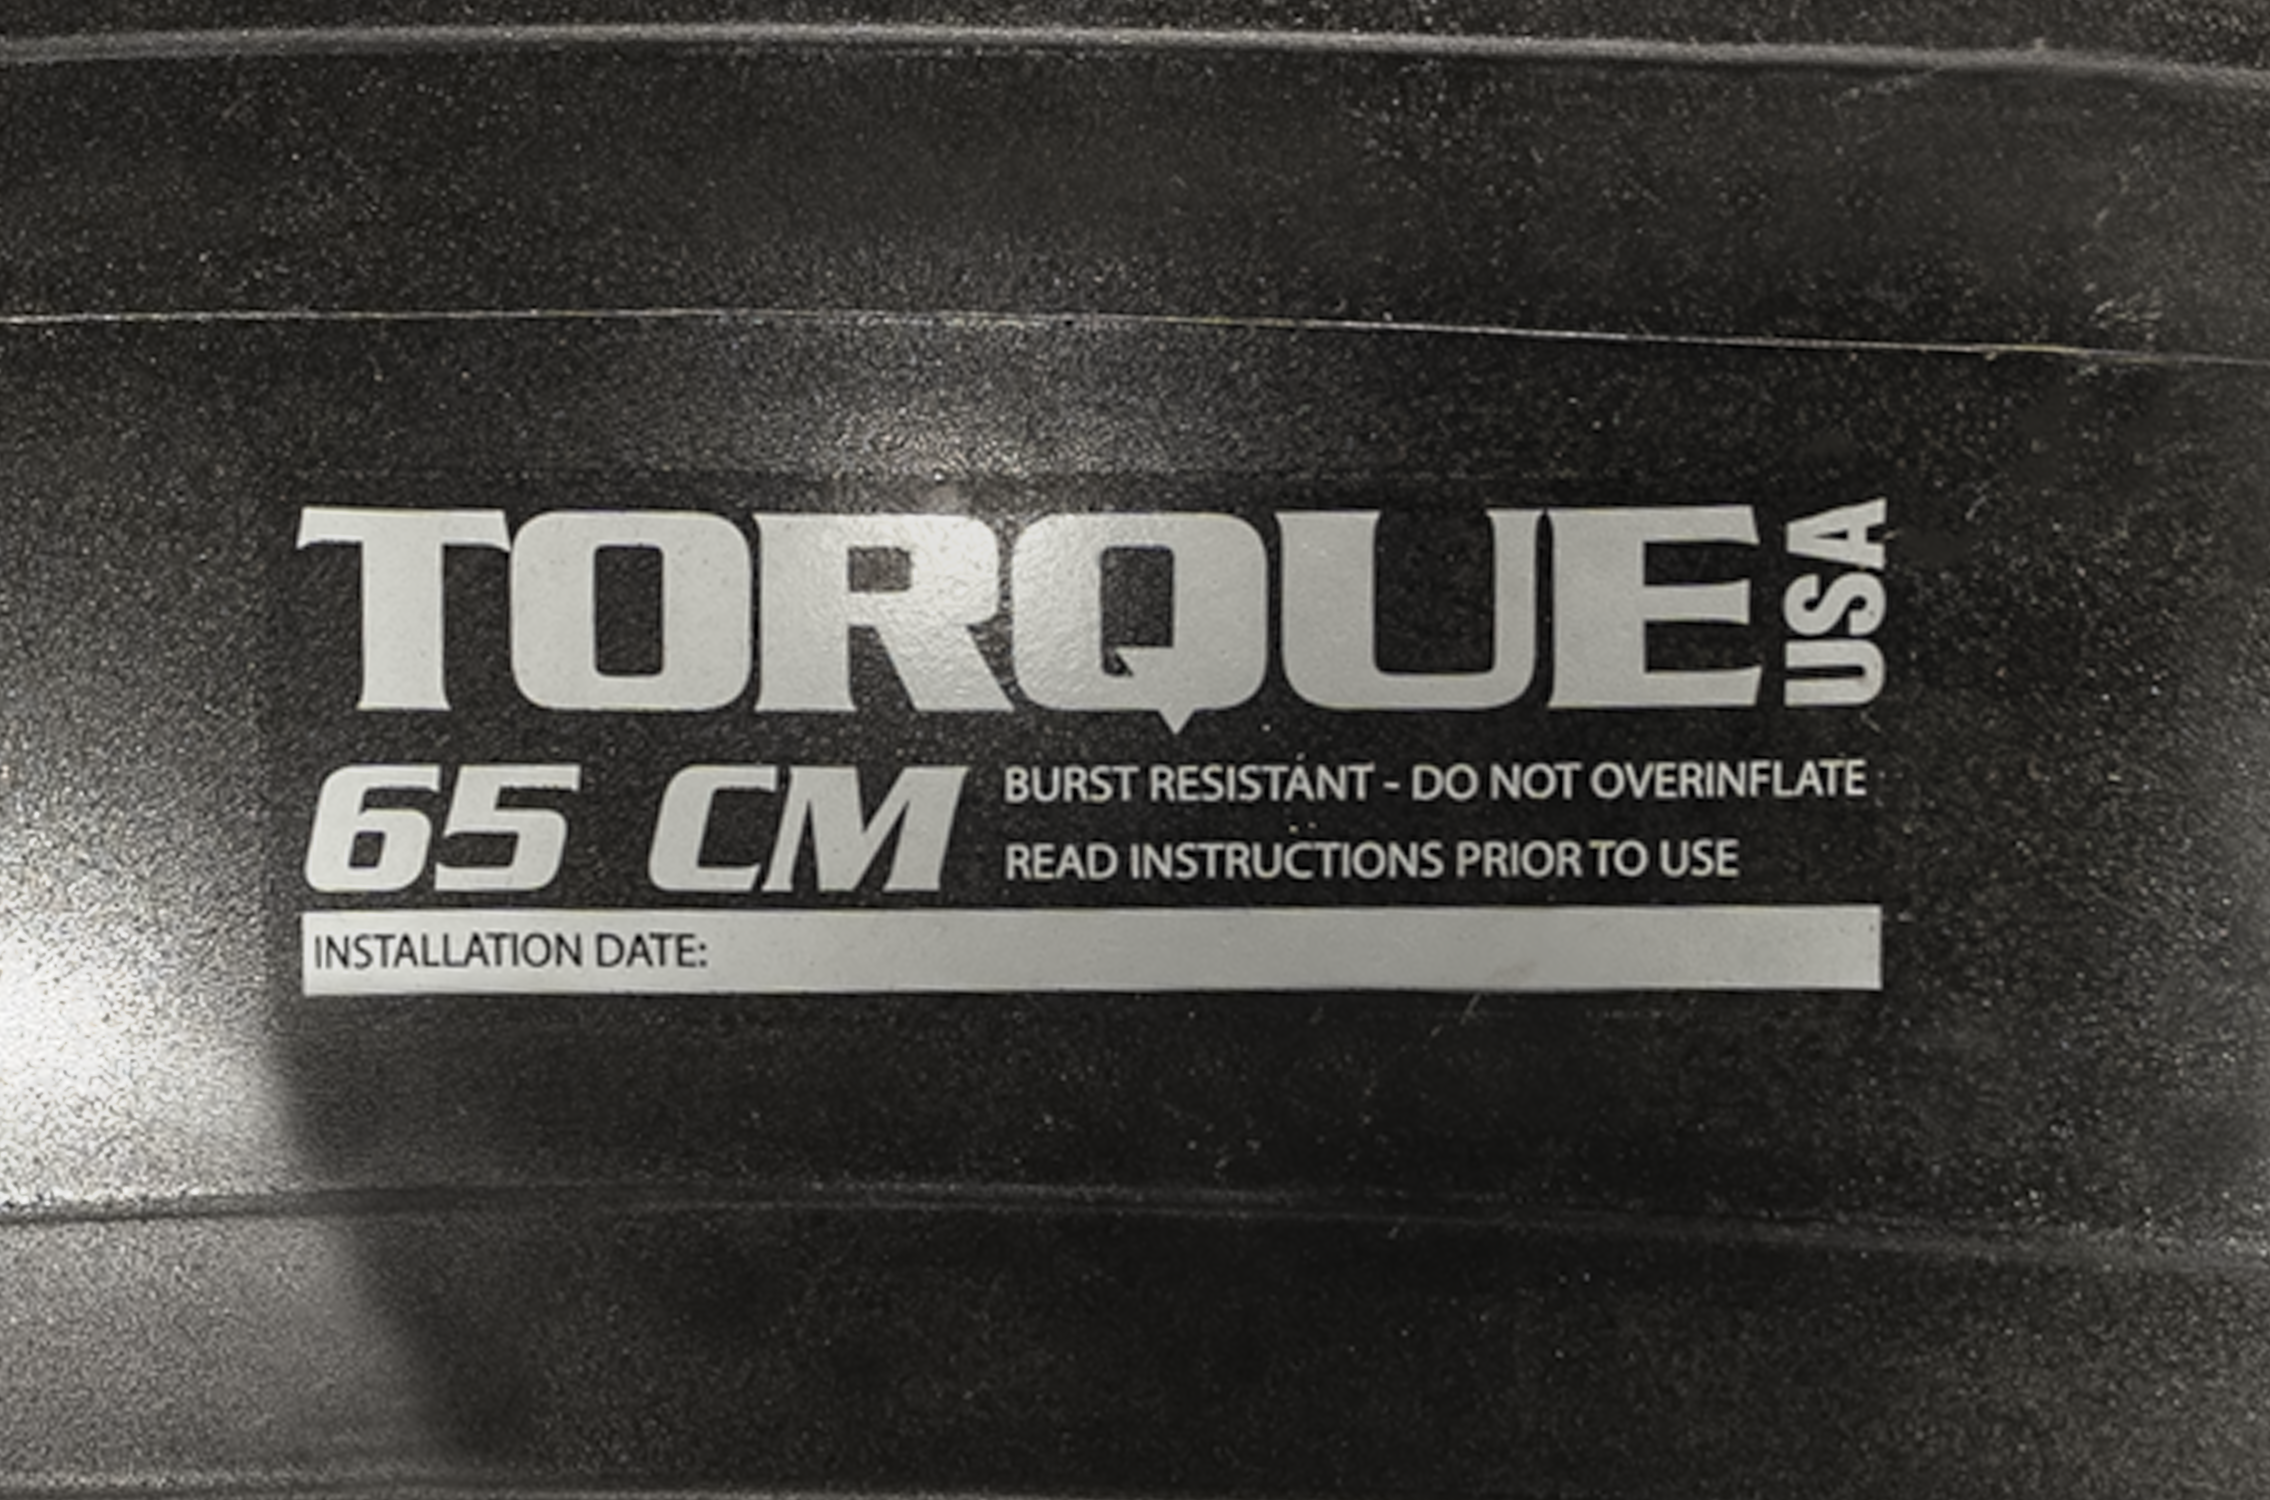 TORQUE USA
65 CM
BURST RESISTANT - DO NOT OVERINFLATE
READ INSTRUCTIONS PRIOR TO USE
INSTALLATION DATE: